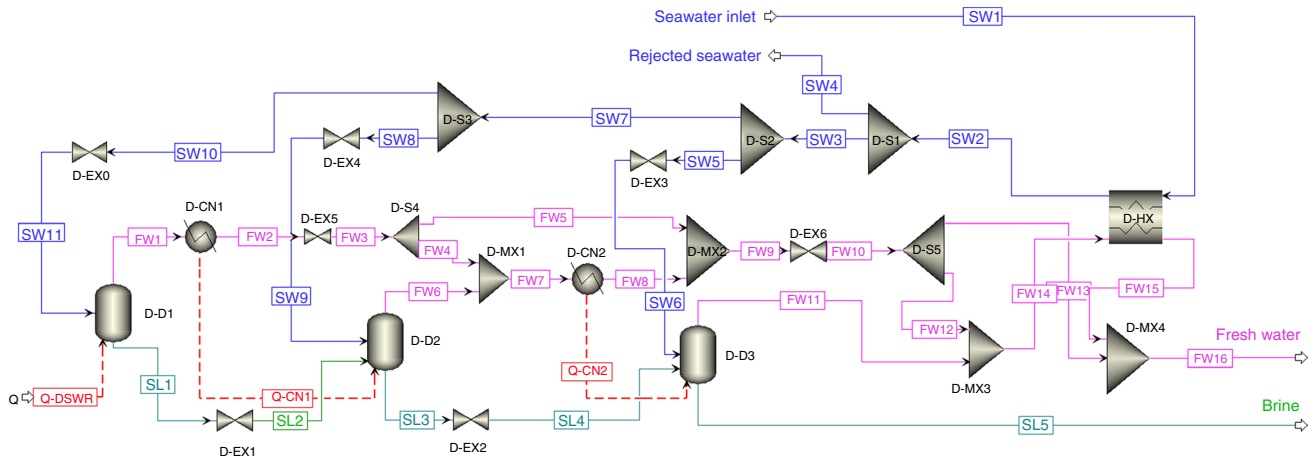 Seawater inlet
SW1
Rejected seawater
SW4
D-S3
SW7
D-S2
SW3
D-S1
SW2
SW10
D-EX0
SW8
D-EX4
SW5
D-EX3
D-HX
SW11
FW1
D-CN1
FW2
D-EX5
FW3
D-S4
FW5
FW4
D-MX1
FW7
D-CN2
FW8
D-MX2
FW9
D-EX6
FW10
D-S5
SW9
FW6
SW6
FW11
FW14
FW13
FW15
D-D1
D-D2
D-D3
FW12
D-MX3
D-MX4
Fresh water
FW16
Q
Q-DSWR
SL1
Q-CN1
Q-CN2
SL2
D-EX1
SL3
D-EX2
SL4
SL5
Brine